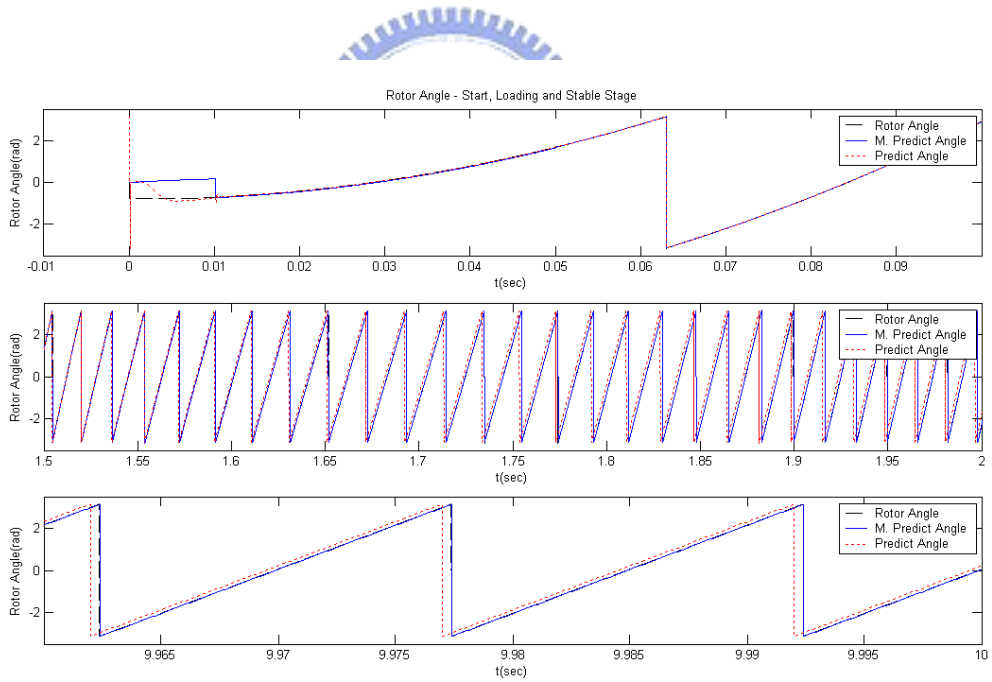 Rotor Angle - Start, Loading and Stable Stage
Rotor Angle(rad)
2
0
-2
Rotor Angle
M. Predict Angle
Predict Angle
-0.01 0 0.01 0.02 0.03 0.04 0.05 0.06 0.07 0.08 0.09
t(sec)
Rotor Angle(rad)
2
0
-2
Rotor Angle
M. Predict Angle
Predict Angle
1.5 1.55 1.6 1.65 1.7 1.75 1.8 1.85 1.9 1.95 2
t(sec)
Rotor Angle(rad)
2
0
-2
Rotor Angle
M. Predict Angle
Predict Angle
9.965 9.97 9.975 9.98 9.985 9.99 9.995 10
t(sec)